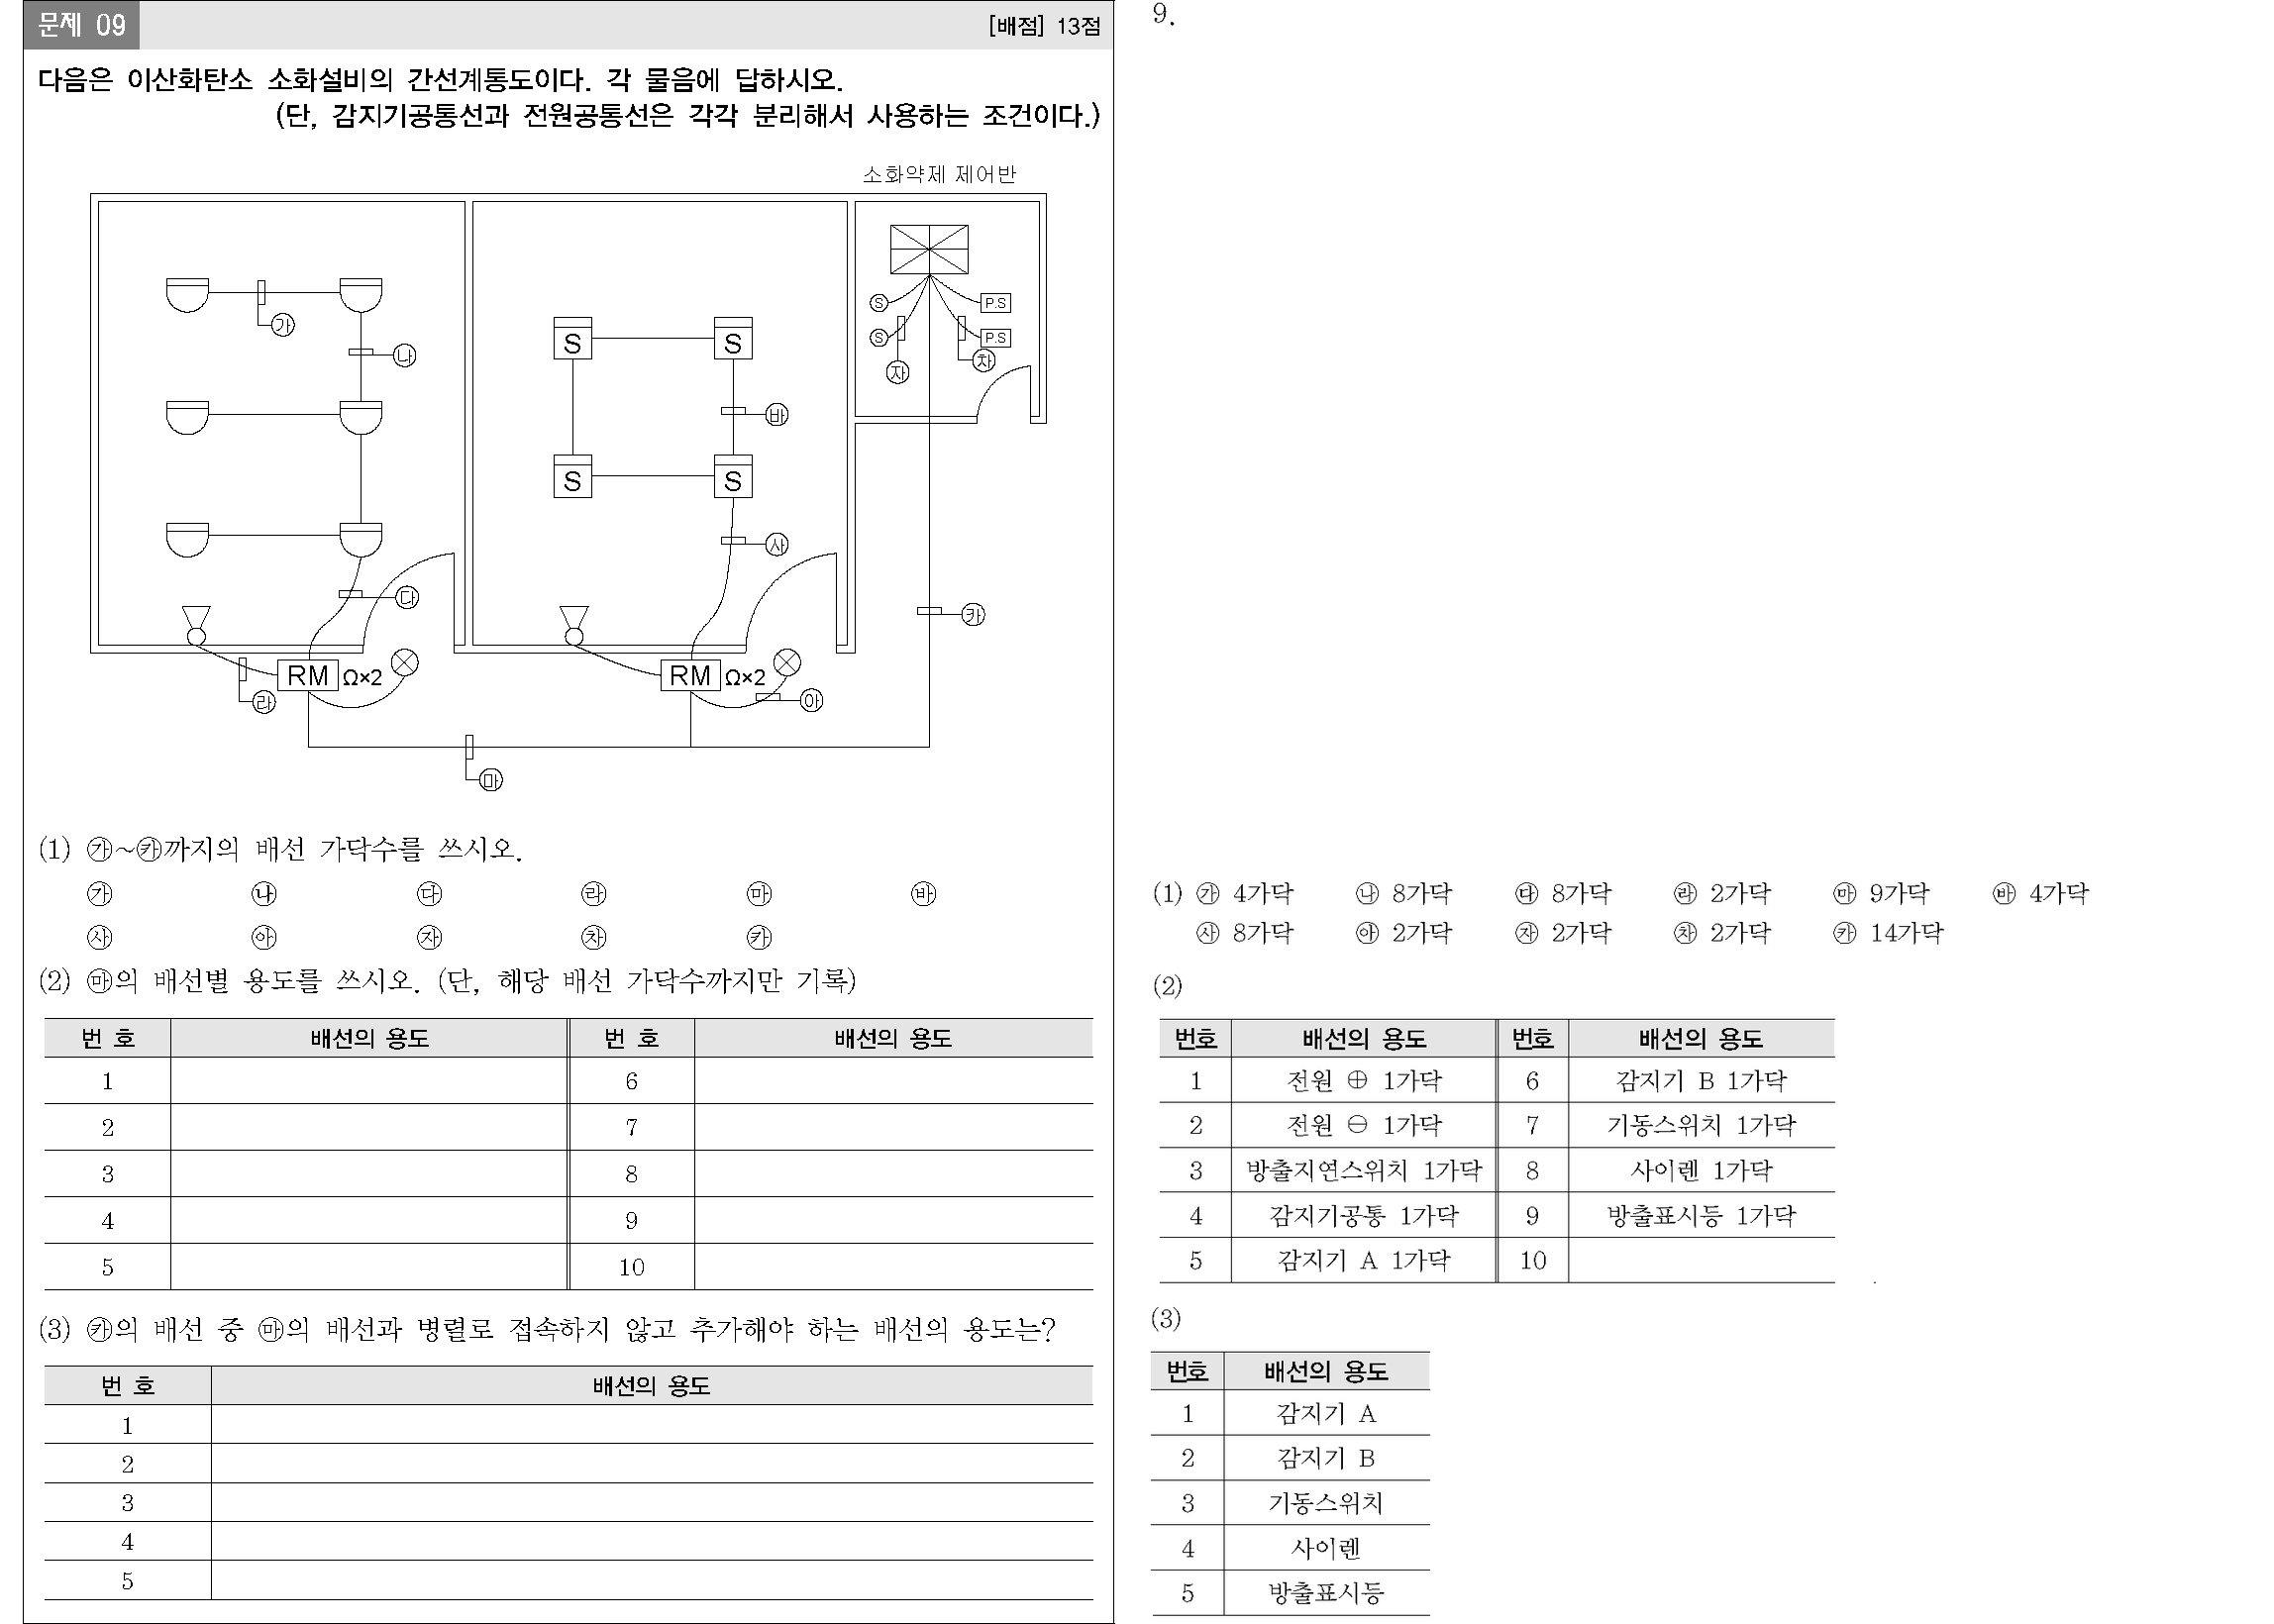 문제 09
[배점] 13점
다음은 이산화탄소 소화설비의 간선계통도이다. 각 물음에 답하시오.
(단, 감지기공통선과 전원공통선은 각각 분리해서 사용하는 조건이다.)
소화약제 제어반
S P.S
S P.S
㉮
㉯
㉶ ㉷
S S
㉳
S S
㉴
㉰
㉸
RM Ω×2
RM Ω×2
㉱
㉵
㉲
(1) ㉮~㉸까지의 배선 가닥수를 쓰시오.
㉮ ㉯ ㉰ ㉱ ㉲ ㉳
㉴ ㉵ ㉶ ㉷ ㉸
(2) ㉲의 배선별 용도를 쓰시오. (단, 해당 배선 가닥수까지만 기록)
번 호 배선의 용도 번 호 배선의 용도
1 6
2 7
3 8
4 9
5 10
(3) ㉸의 배선 중 ㉲의 배선과 병렬로 접속하지 않고 추가해야 하는 배선의 용도는?
번 호 배선의 용도
1
2
3
4
5
9.
(1) ㉮ 4가닥 ㉯ 8가닥 ㉰ 8가닥 ㉱ 2가닥 ㉲ 9가닥 ㉳ 4가닥
㉴ 8가닥 ㉵ 2가닥 ㉶ 2가닥 ㉷ 2가닥 ㉸ 14가닥
(2)
번호 배선의 용도 번호 배선의 용도
1 전원 ⊕ 1가닥 6 감지기 B 1가닥
2 전원 ⊖ 1가닥 7 기동스위치 1가닥
3 방출지연스위치 1가닥 8 사이렌 1가닥
4 감지기공통 1가닥 9 방출표시등 1가닥
5 감지기 A 1가닥 10
(3)
번호 배선의 용도
1 감지기 A
2 감지기 B
3 기동스위치
4 사이렌
5 방출표시등